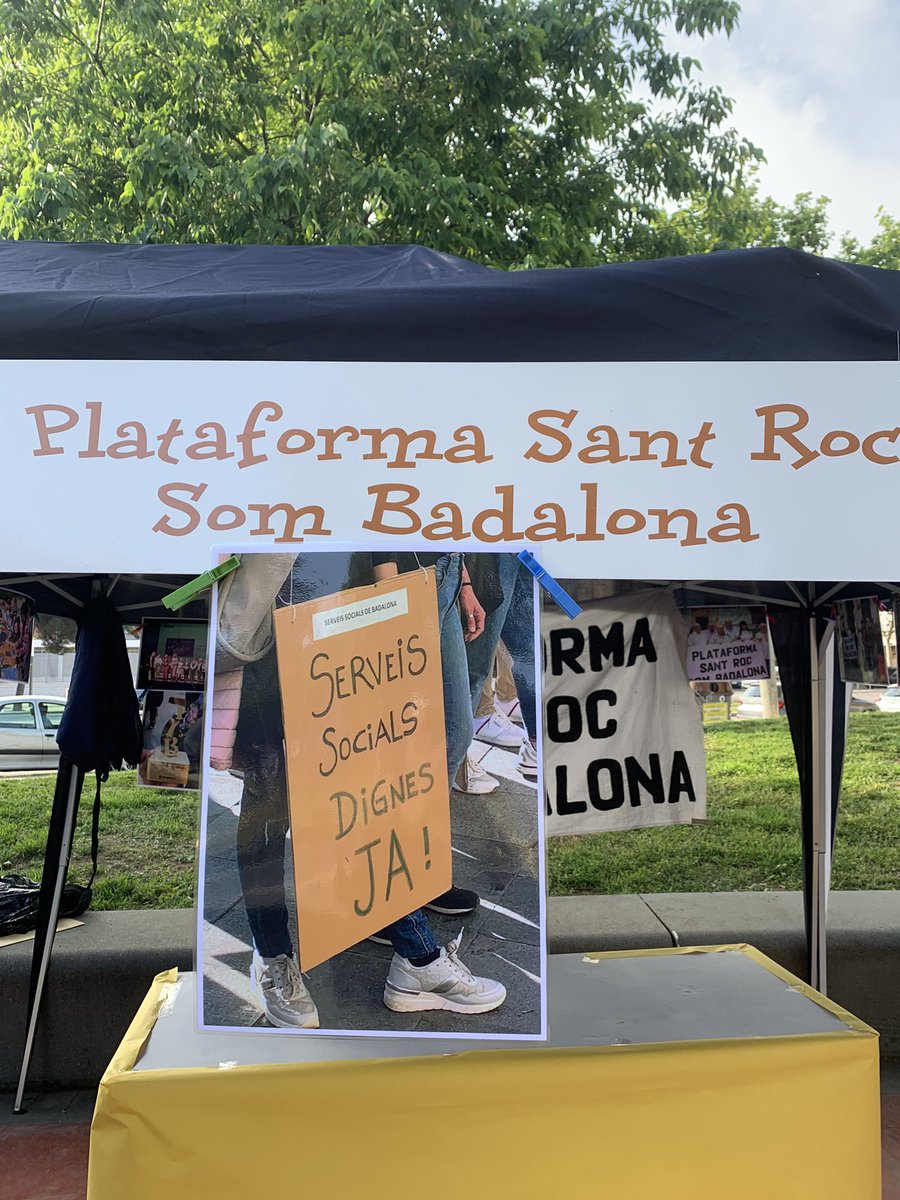 Plataforma Sant Roc
Som Badalona
SERVEIS SOCIALS DE BADALONA
SERVEIS
SOCIALS
DIGNES
JA!
ORMA
OC
ALONA
PLATAFORMA
SANT ROC
SOM BADALONA